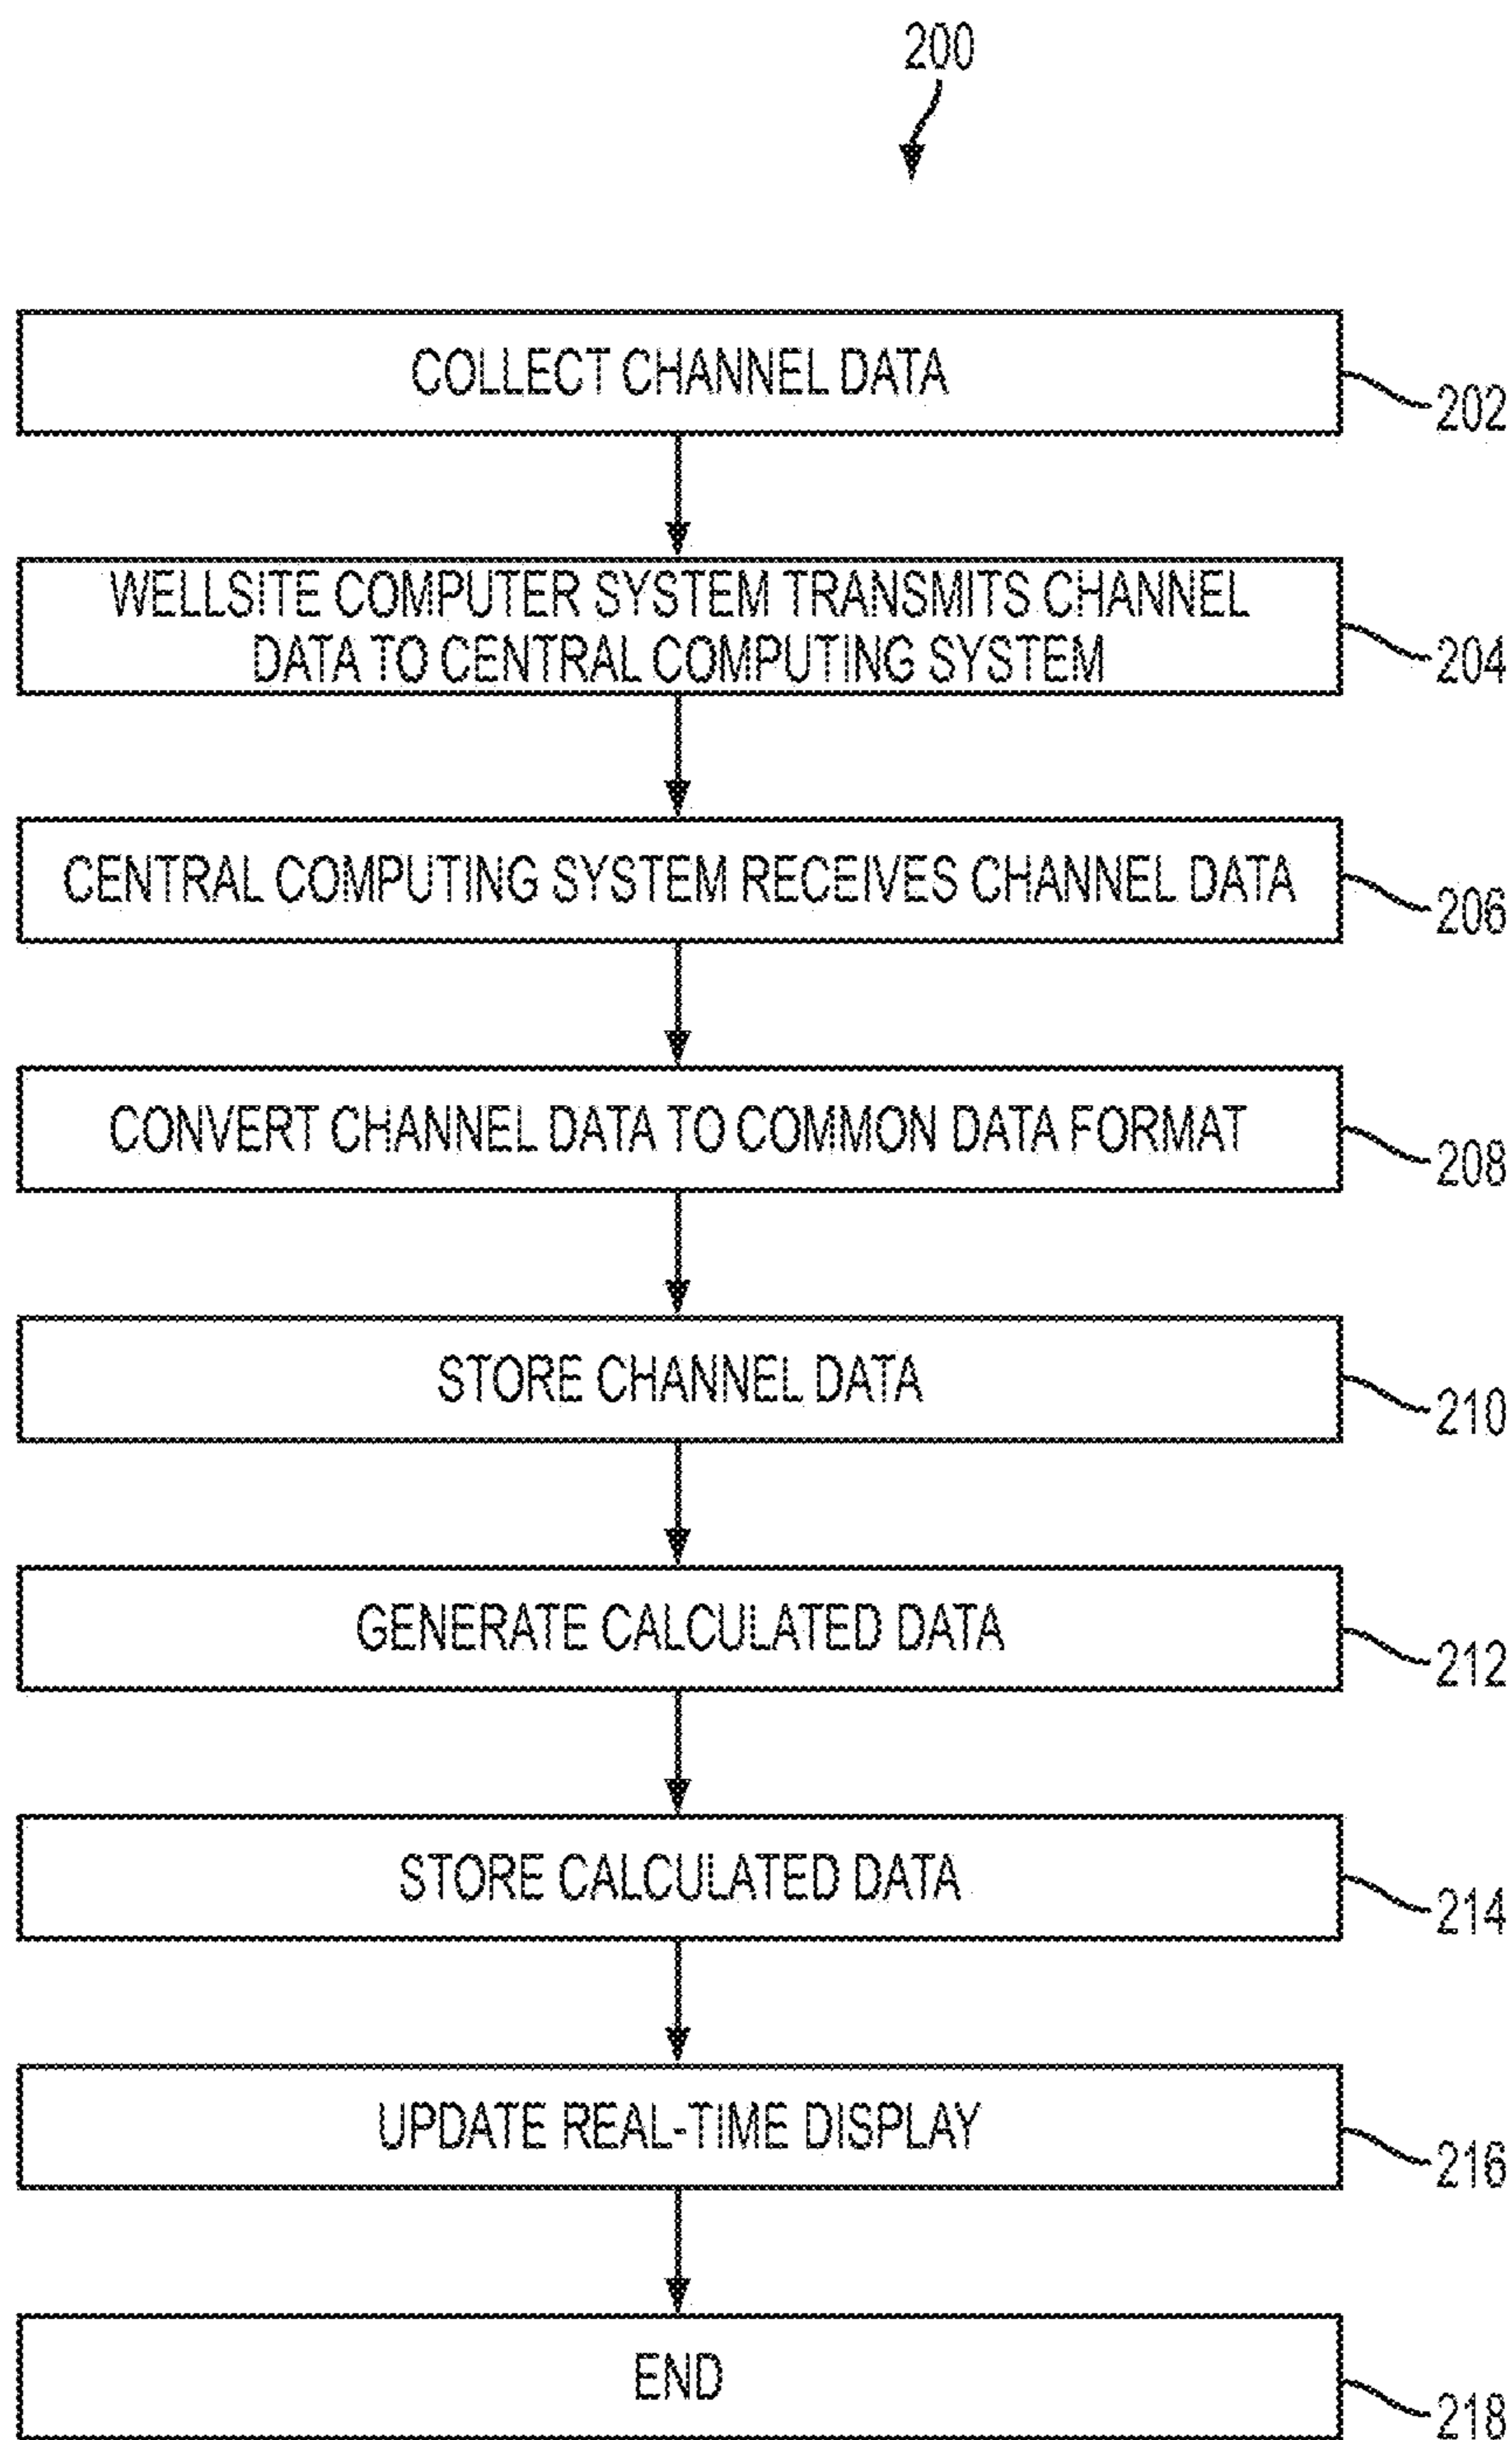 200
COLLECT CHANNEL DATA
202
WELLSITE COMPUTER SYSTEM TRANSMITS CHANNEL
DATA TO CENTRAL COMPUTING SYSTEM
204
CENTRAL COMPUTING SYSTEM RECEIVES CHANNEL DATA
206
CONVERT CHANNEL DATA TO COMMON DATA FORMAT
208
STORE CHANNEL DATA
210
GENERATE CALCULATED DATA
212
STORE CALCULATED DATA
214
UPDATE REAL-TIME DISPLAY
216
END
218